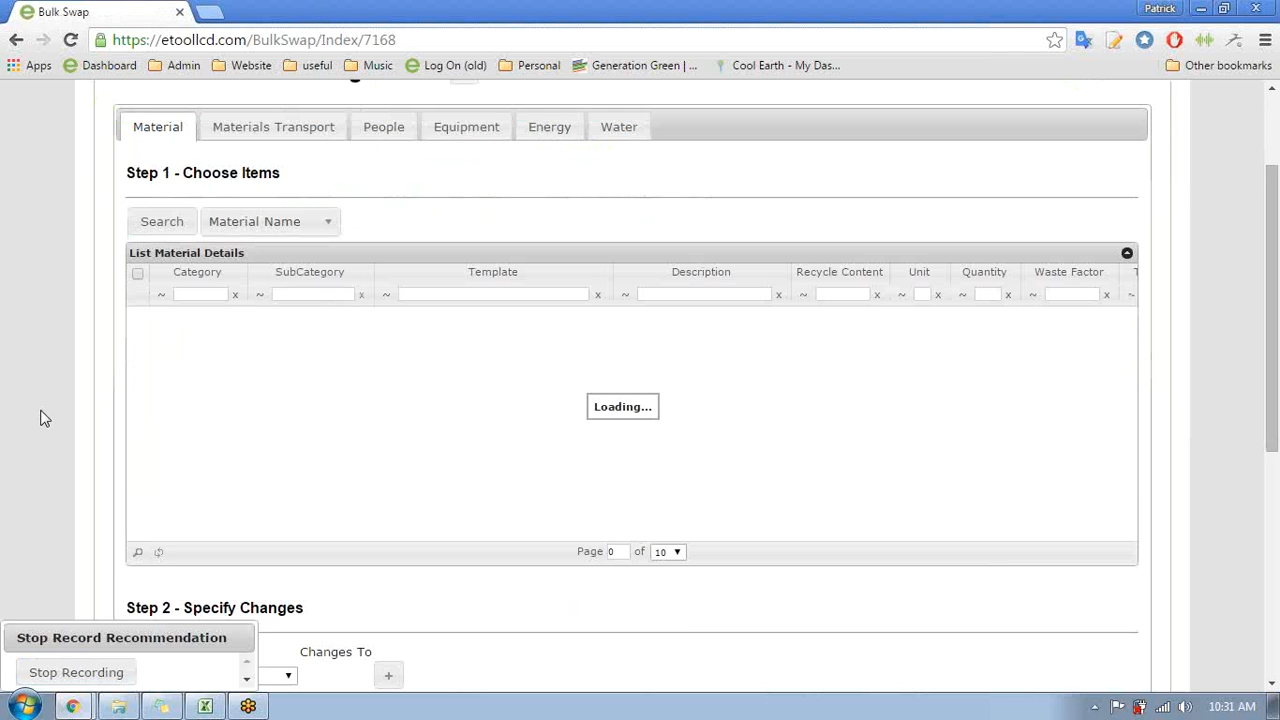 Bulk Swap x
Patrick
https://etoollcd.com/BulkSwap/Index/7168
Apps Dashboard Admin Website useful Music Log On (old) Personal Generation Green | ... Cool Earth - My Das... Other bookmarks
Material Materials Transport People Equipment Energy Water
Step 1 - Choose Items
Search Material Name
List Material Details
Category SubCategory Template Description Recycle Content Unit Quantity Waste Factor
~ x ~ x ~ x ~ x ~ x ~ x ~ x ~ x ~
Loading...
Page 0 of 10
Step 2 - Specify Changes
Stop Record Recommendation
Changes To
Stop Recording
+
10:31 AM